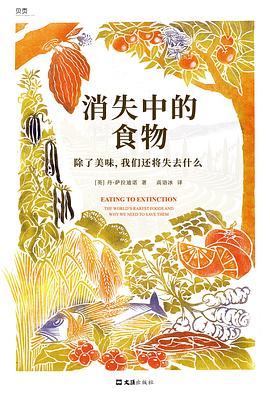 贝页
消失中的
食物
除了美味,我们还将失去什么
[英] 丹·萨拉迪诺 著 高语冰 译
EATING TO EXTINCTION
THE WORLD'S RAREST FOODS AND
WHY WE NEED TO SAVE THEM
文匯出版社